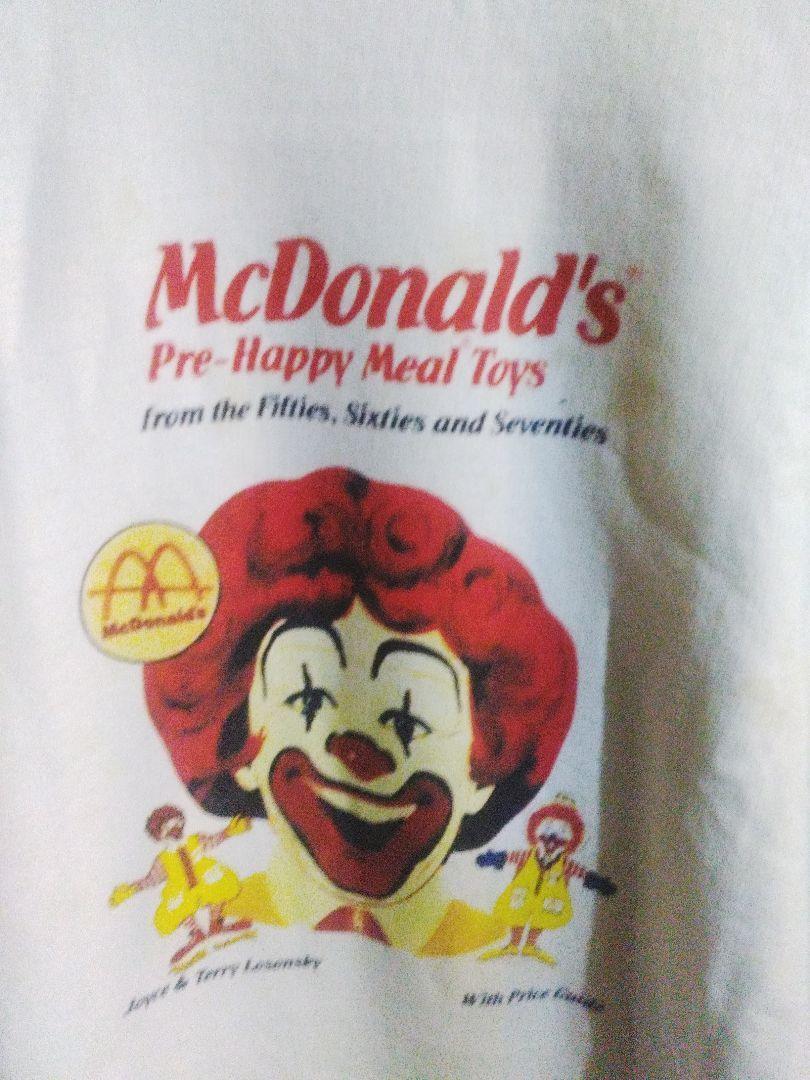 McDonald's®
Pre-Happy Meal® Toys
from the Fifties, Sixties and Seventies
McDonald's
Joyce & Terry Losonsky
With Price Guide